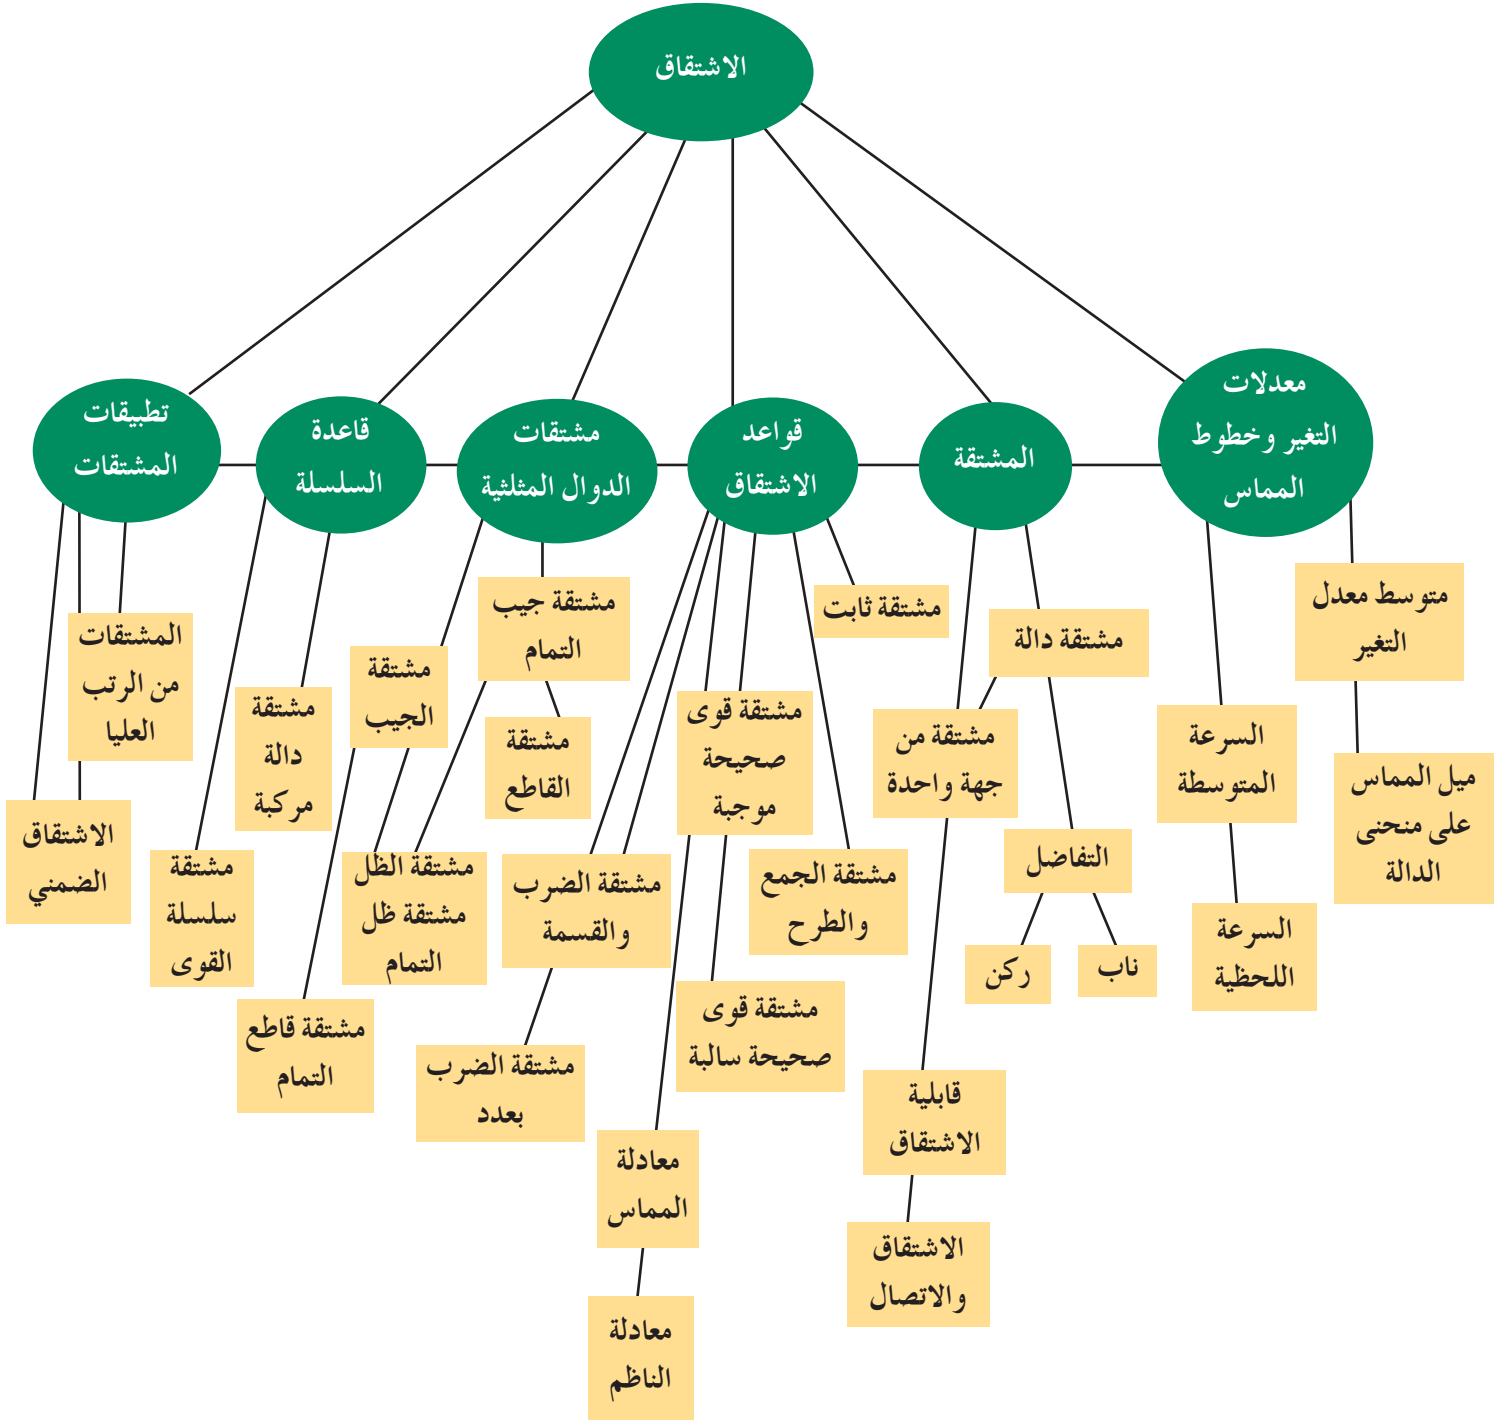 الاشتقاق
معدلات
التغير وخطوط
المماس
المشتقة
قواعد
الاشتقاق
مشتقات
الدوال المثلثية
قاعدة
السلسلة
تطبيقات
المشتقات
متوسط معدل
التغير
ميل المماس
على منحنى
الدالة
السرعة
المتوسطة
السرعة
اللحظية
مشتقة دالة
مشتقة من
جهة واحدة
التفاضل
ناب
ركن
قابلية
الاشتقاق
الاشتقاق
والاتصال
مشتقة ثابت
مشتقة الجمع
والطرح
مشتقة قوى
صحيحة
موجبة
مشتقة قوى
صحيحة سالبة
مشتقة الضرب
والقسمة
مشتقة الضرب
بعدد
معادلة
المماس
معادلة
الناظم
مشتقة جيب
التمام
مشتقة
القاطع
مشتقة
الجيب
مشتقة الظل
مشتقة ظل
التمام
مشتقة قاطع
التمام
مشتقة
دالة
مركبة
مشتقة
سلسلة
القوى
المشتقات
من الرتب
العليا
الاشتقاق
الضمني